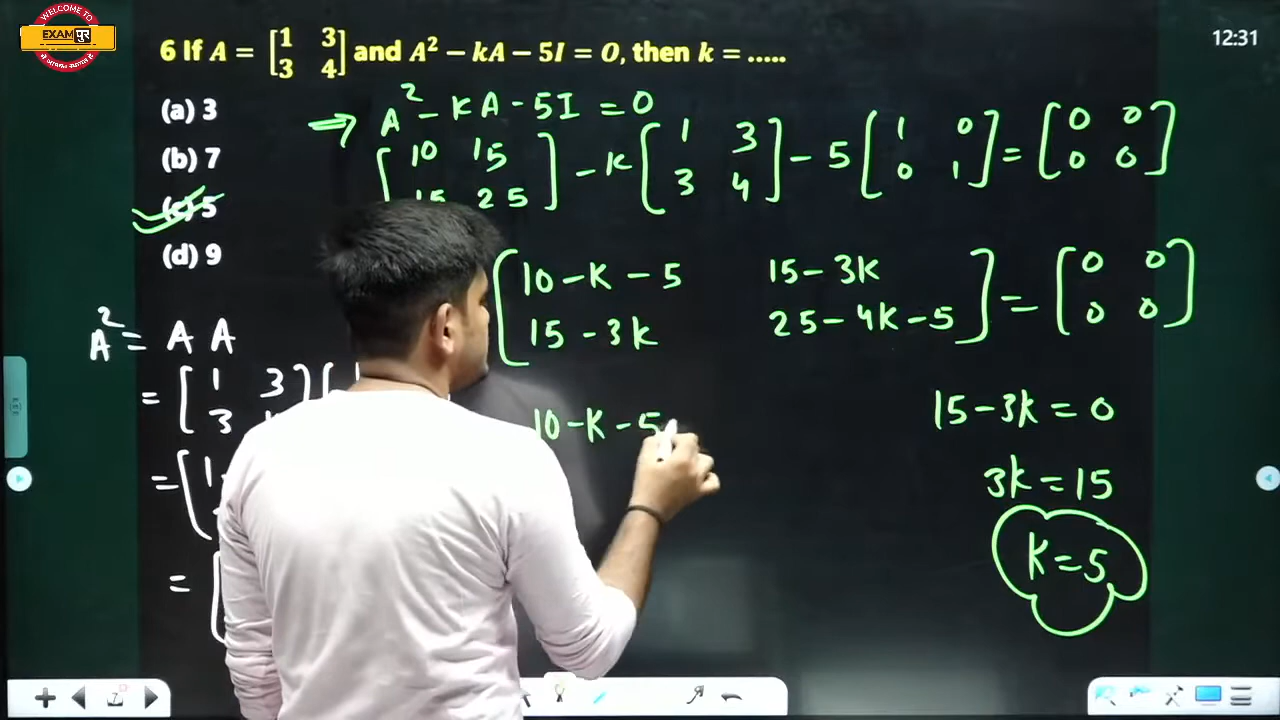 WELCOME TO
EXAMपुर
12:31
6 If A = [1 3 3 4] and A² − kA − 5I = O, then k = .....
(a) 3
(b) 7
(c) 5
(d) 9
⇒ A² - KA - 5I = 0
[10 15 15 25] - K [1 3 3 4] - 5 [1 0 0 1] = [0 0 0 0]
[10 - K - 5 15 - 3K
15 - 3K 25 - 4K - 5] = [0 0 0 0]
A² = A A
= [1 3
3
=
=
10 - K - 5
15 - 3K = 0
3K = 15
K = 5